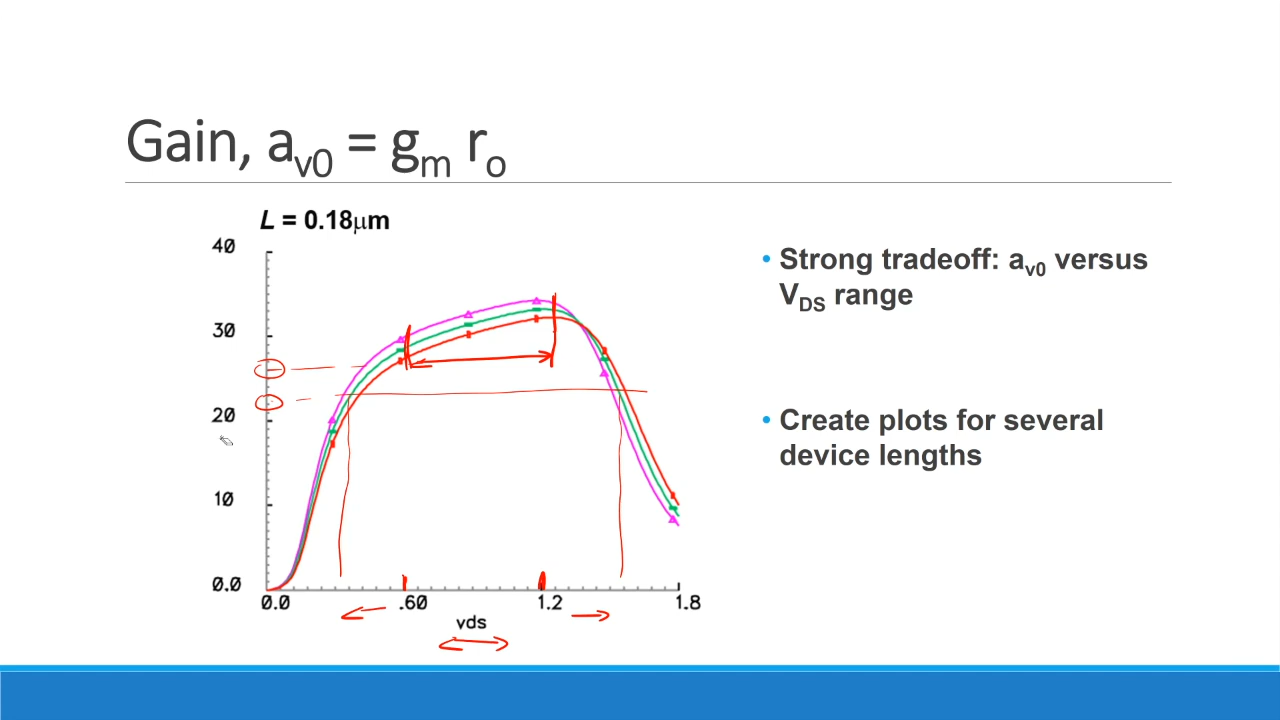 Gain, av0 = gm ro
L = 0.18μm
40
30
20
10
0.0
0.0 .60 1.2 1.8
vds
• Strong tradeoff: av0 versus
VDS range
• Create plots for several
device lengths